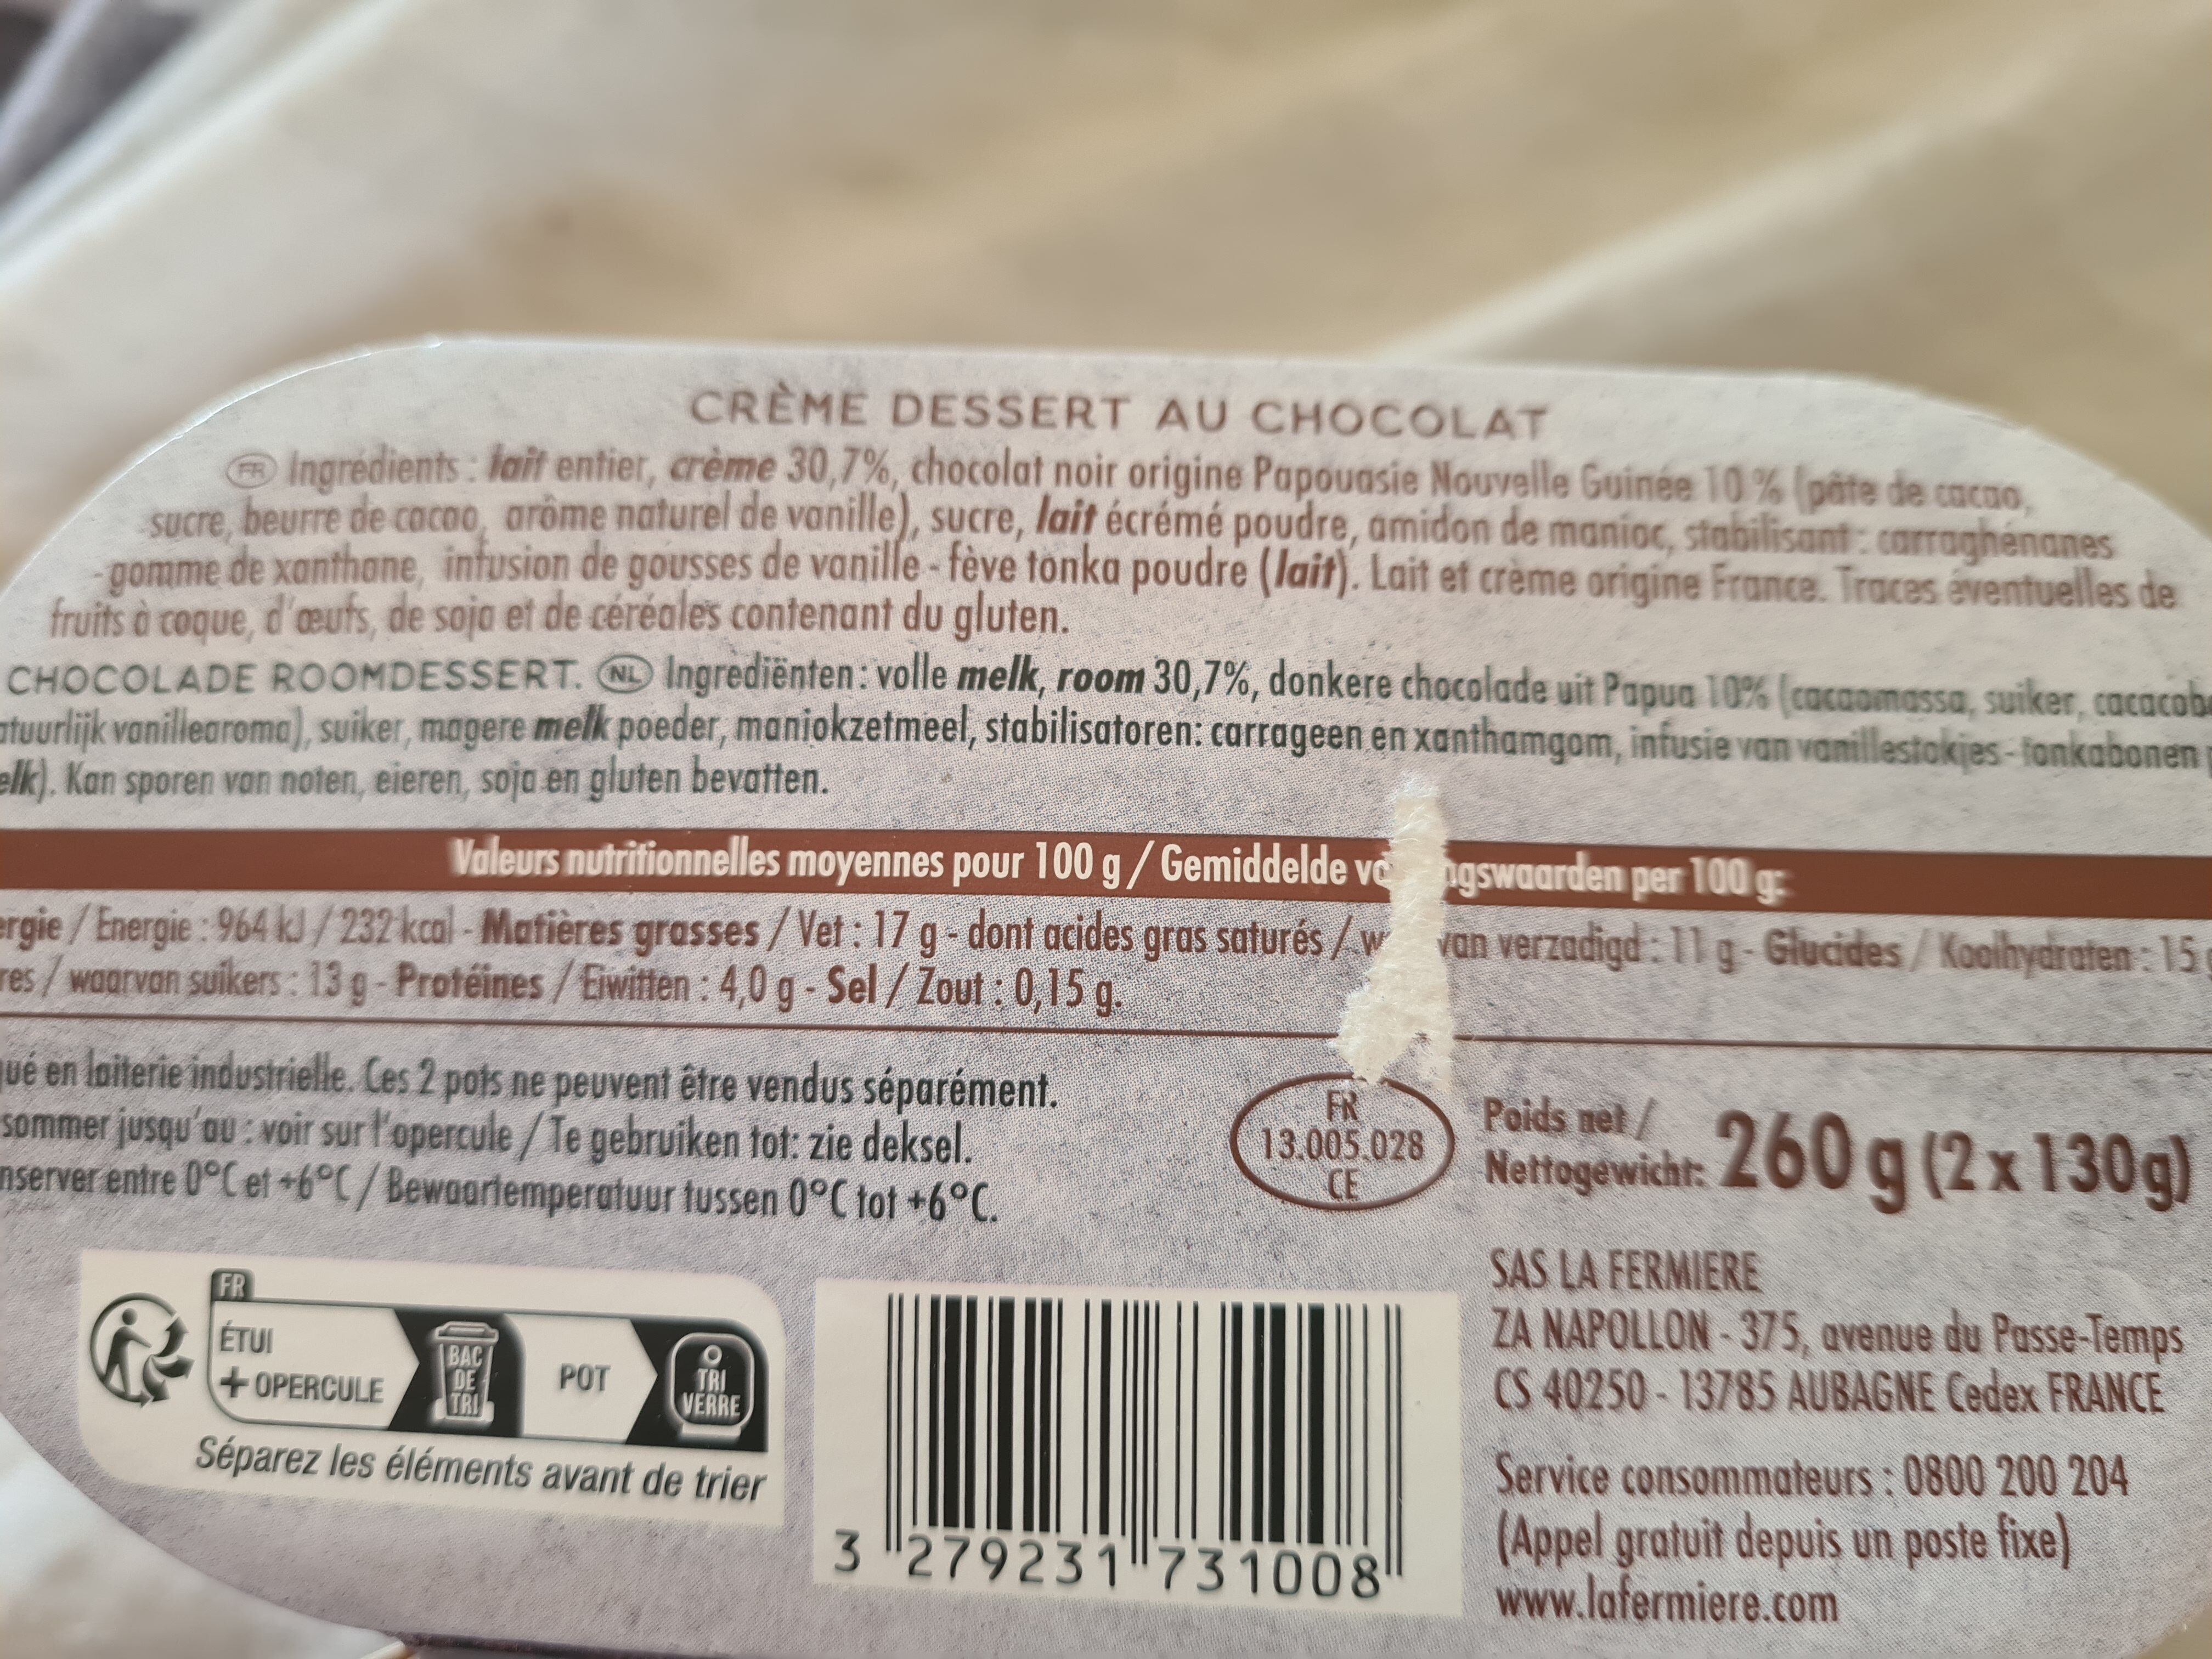 CRÈME DESSERT AU CHOCOLAT
FR Ingrédients : lait entier, crème 30,7%, chocolat noir origine Papouasie Nouvelle Guinée 10 % (pâte de cacao,
sucre, beurre de cacao, arôme naturel de vanille), sucre, lait écrémé poudre, amidon de manioc, stabilisant : carraghénanes
- gomme de xanthane, infusion de gousses de vanille - fève tonka poudre (lait). Lait et crème origine France. Traces éventuelles de
fruits à coque, d'œufs, de soja et de céréales contenant du gluten.
CHOCOLADE ROOMDESSERT. NL Ingrediënten : volle melk, room 30,7%, donkere chocolade uit Papua 10% (cacaomassa, suiker, cacacob
atuurlijk vanillearoma), suiker, magere melk poeder, maniokzetmeel, stabilisatoren: carrageen en xanthamgom, infusie van vanillestokjes - tonkabonen
elk). Kan sporen van noten, eieren, soja en gluten bevatten.
Valeurs nutritionnelles moyennes pour 100 g / Gemiddelde vo ngswaarden per 100 g:
ergie / Energie : 964 kJ / 232 kcal - Matières grasses / Vet : 17 g - dont acides gras saturés / w van verzadigd : 11 g - Glucides / Koolhydraten : 15
res / waarvan suikers : 13 g - Protéines / Eiwitten : 4,0 g - Sel / Zout : 0,15 g.
qué en laiterie industrielle. Ces 2 pots ne peuvent être vendus séparément.
sommer jusqu'au : voir sur l'opercule / Te gebruiken tot: zie deksel.
nserver entre 0°C et +6°C / Bewaartemperatuur tussen 0°C tot +6°C.
FR
13.005.028
CE
Poids net /
Nettogewicht: 260 g (2 x 130g)
SAS LA FERMIERE
ZA NAPOLLON - 375, avenue du Passe-Temps
CS 40250 - 13785 AUBAGNE Cedex FRANCE
Service consommateurs : 0800 200 204
(Appel gratuit depuis un poste fixe)
www.lafermiere.com
FR
ÉTUI
+ OPERCULE
BAC
DE
TRI
POT
TRI
VERRE
Séparez les éléments avant de trier
3 279231 731008